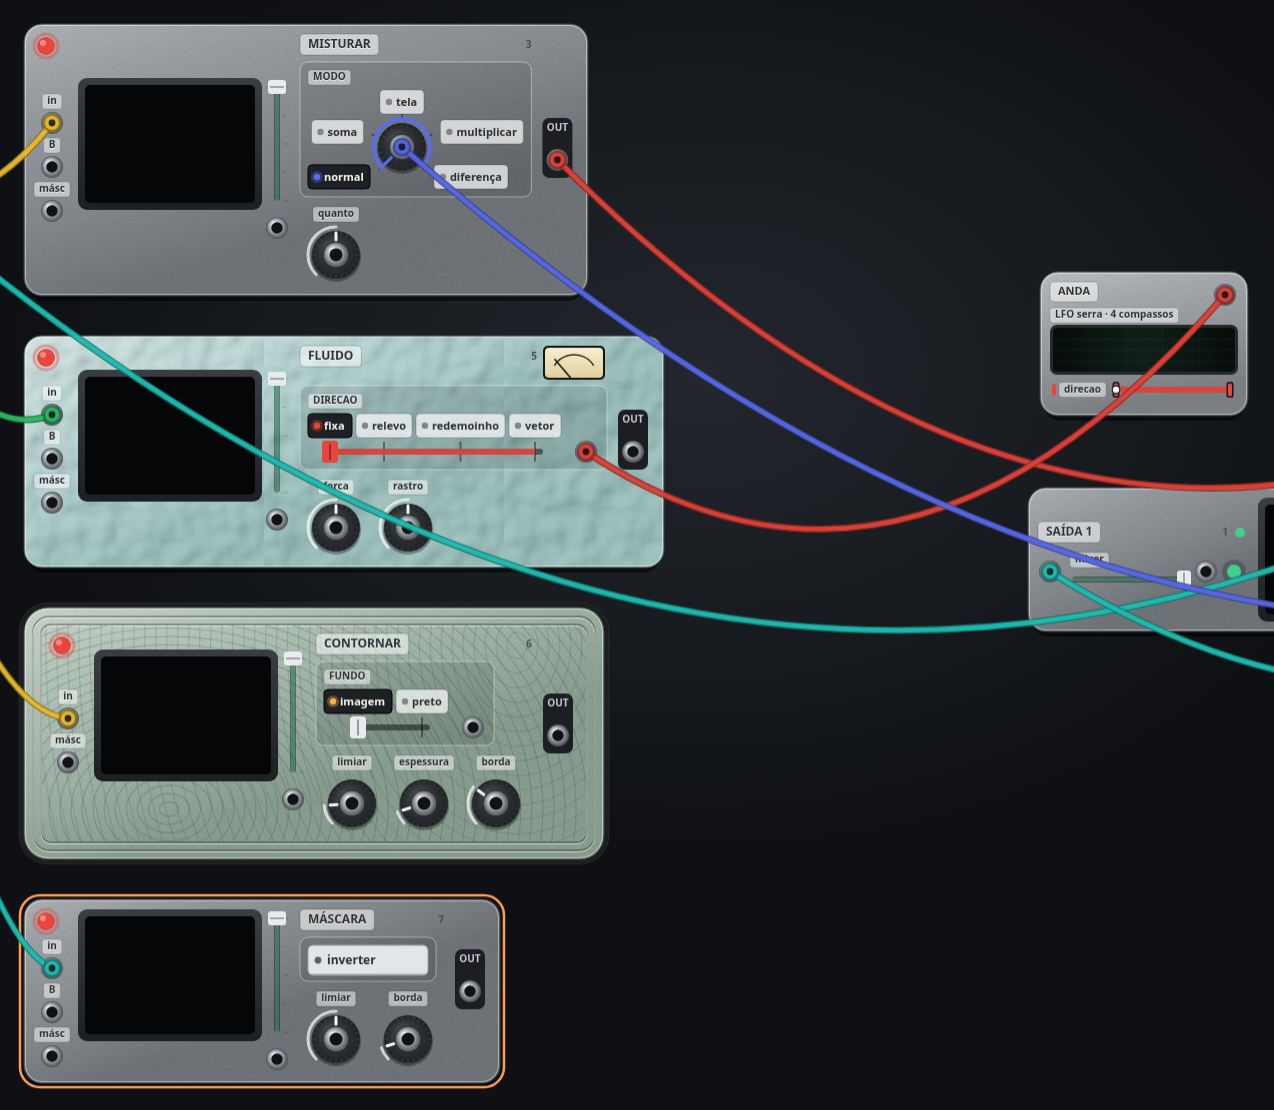 MISTURAR 3
MODO
tela
soma
multiplicar
normal
diferença
quanto
in
B
másc
OUT
FLUIDO 5
DIRECAO
fixa relevo redemoinho vetor
rastro
in
B
másc
OUT
CONTORNAR 6
FUNDO
imagem preto
limiar espessura borda
in
másc
OUT
MÁSCARA 7
inverter
limiar borda
in
B
másc
OUT
ANDA
LFO serra · 4 compassos
direcao
SAÍDA 1 1